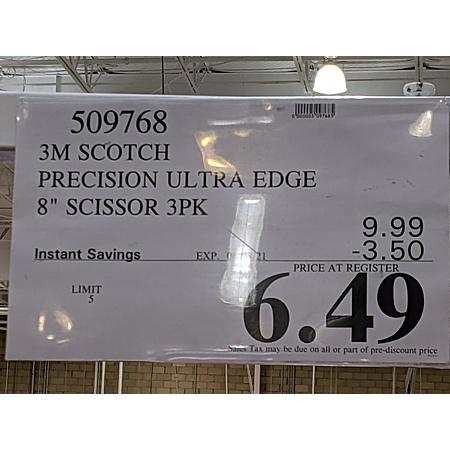 509768
3M SCOTCH
PRECISION ULTRA EDGE
8" SCISSOR 3PK
9.99
Instant Savings EXP. -3.50
PRICE AT REGISTER
LIMIT
5
6.49
Sales Tax may be due on all or part of pre-discount price